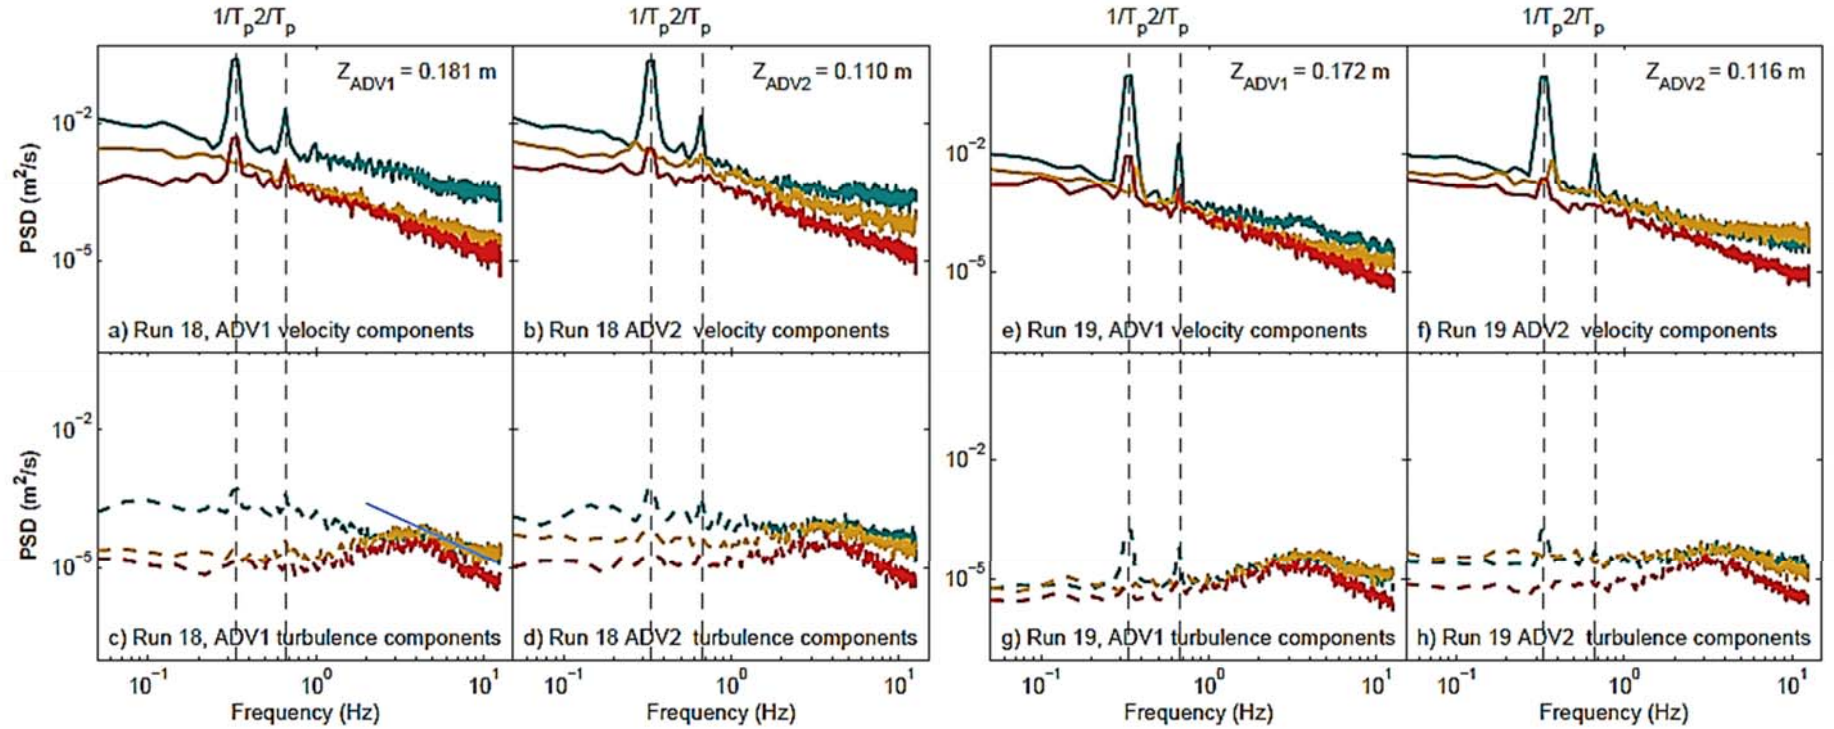 1/Tp2/Tp 1/Tp2/Tp 1/Tp2/Tp 1/Tp2/Tp
ZADV1 = 0.181 m
ZADV2 = 0.110 m
ZADV1 = 0.172 m
ZADV2 = 0.116 m
10−2
10−2
PSD (m2/s)
10−5
10−5
a) Run 18, ADV1 velocity components
b) Run 18 ADV2 velocity components
e) Run 19, ADV1 velocity components
f) Run 19 ADV2 velocity components
10−2
10−2
PSD (m2/s)
10−5
10−5
c) Run 18, ADV1 turbulence components
d) Run 18 ADV2 turbulence components
g) Run 19, ADV1 turbulence components
h) Run 19 ADV2 turbulence components
10−1 100 101 10−1 100 101 10−1 100 101 10−1 100 101
Frequency (Hz) Frequency (Hz) Frequency (Hz) Frequency (Hz)